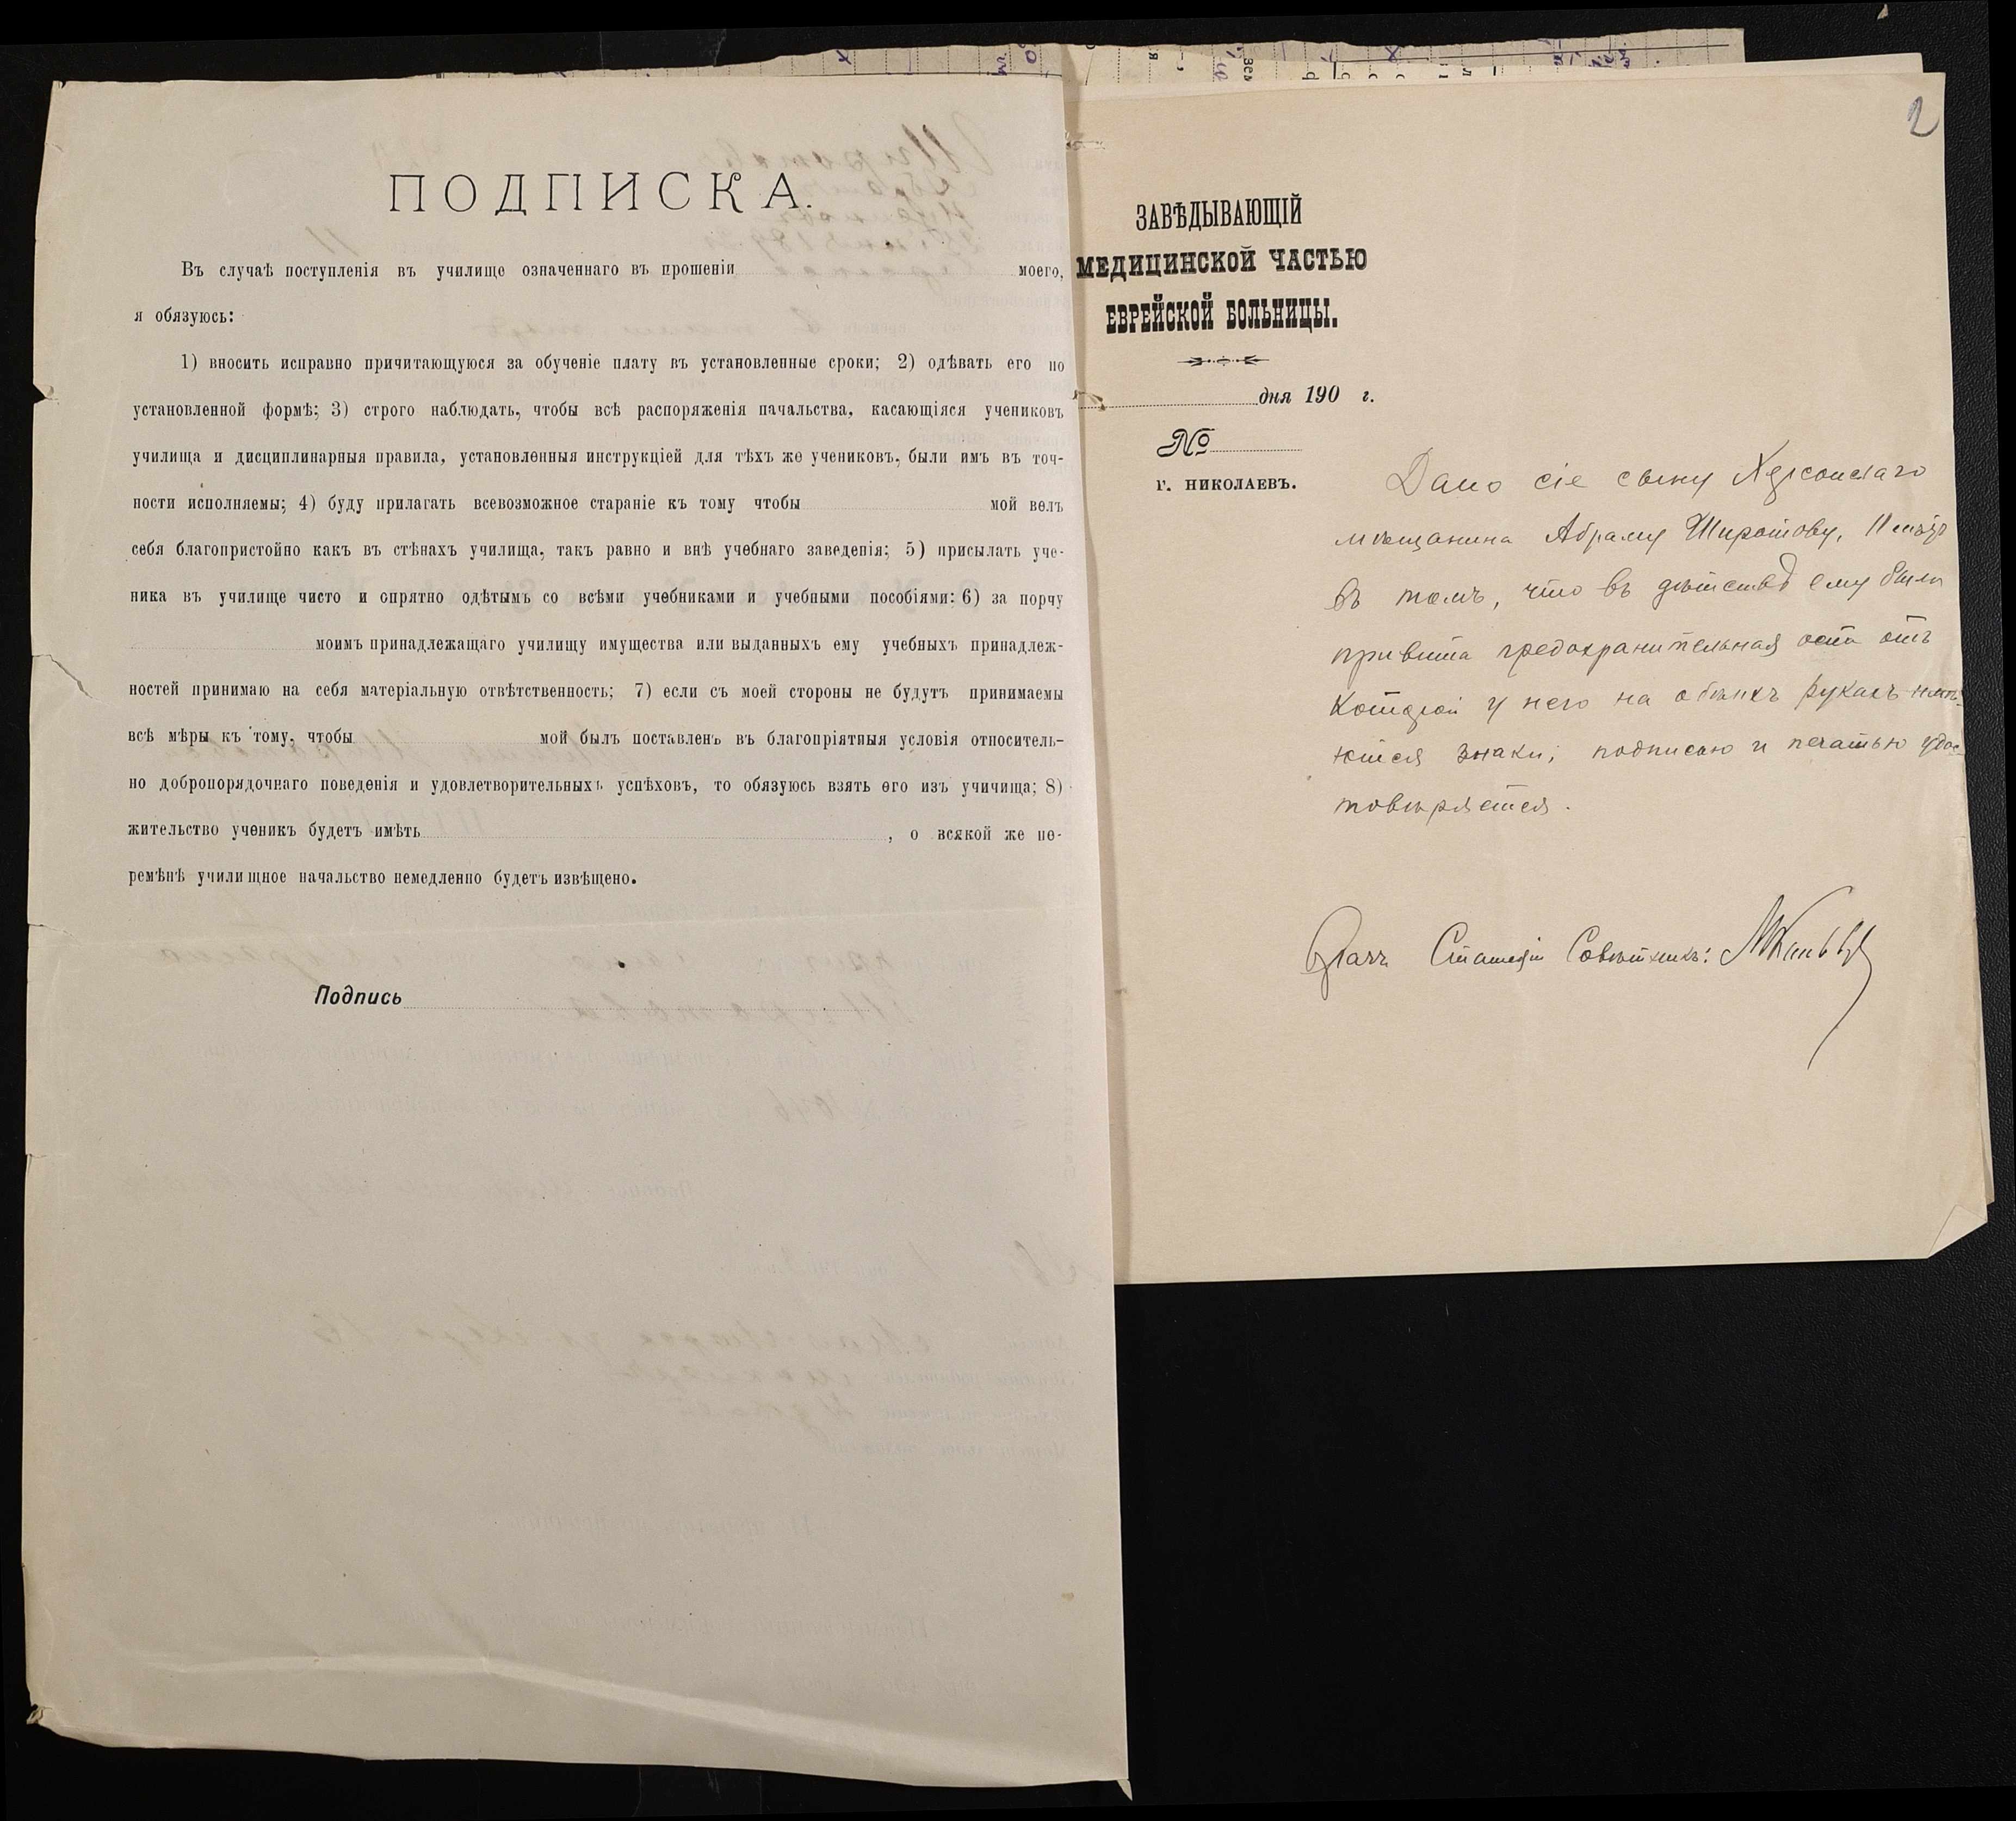 ПОДПИСКА.
Въ случаѣ поступленія въ училище означеннаго въ прошеніи моего,
я обязуюсь:
1) вносить исправно причитающуюся за обученіе плату въ установленные сроки; 2) одѣвать его по
установленной формѣ; 3) строго наблюдать, чтобы всѣ распоряженія начальства, касающіяся учениковъ
училища и дисциплинарныя правила, установленныя инструкціей для тѣхъ же учениковъ, были имъ въ точ-
ности исполняемы; 4) буду прилагать всевозможное стараніе къ тому чтобы мой велъ
себя благопристойно какъ въ стѣнахъ училища, такъ равно и внѣ учебнаго заведенія; 5) присылать уче-
ника въ училище чисто и опрятно одѣтымъ со всѣми учебниками и учебными пособіями: 6) за порчу
моимъ принадлежащаго училищу имущества или выданныхъ ему учебныхъ принадлеж-
ностей принимаю на себя матеріальную отвѣтственность; 7) если съ моей стороны не будутъ принимаемы
всѣ мѣры къ тому, чтобы мой былъ поставленъ въ благопріятныя условія относитель-
но добропорядочнаго поведенія и удовлетворительныхъ успѣховъ, то обязуюсь взять его изъ учичища; 8)
жительство ученикъ будетъ имѣть , о всякой же пе-
ремѣнѣ училищное начальство немедленно будетъ извѣщено.
Подпись
2
ЗАВѢДЫВАЮЩІЙ
МЕДИЦИНСКОЙ ЧАСТЬЮ
ЕВРЕЙСКОЙ БОЛЬНИЦЫ.
дня 190 г.
№
г. НИКОЛАЕВЪ.
Дано сіе сыну Херсонскаго
мѣщанина Абраму Широтову, 11
въ томъ, что въ дѣтствѣ ему была
привита предохранительная оспа отъ
которой у него на обѣихъ рукахъ имѣ-
ются знаки; подписью и печатью удос-
товѣряется.
Врачъ Статскій Совѣтникъ: